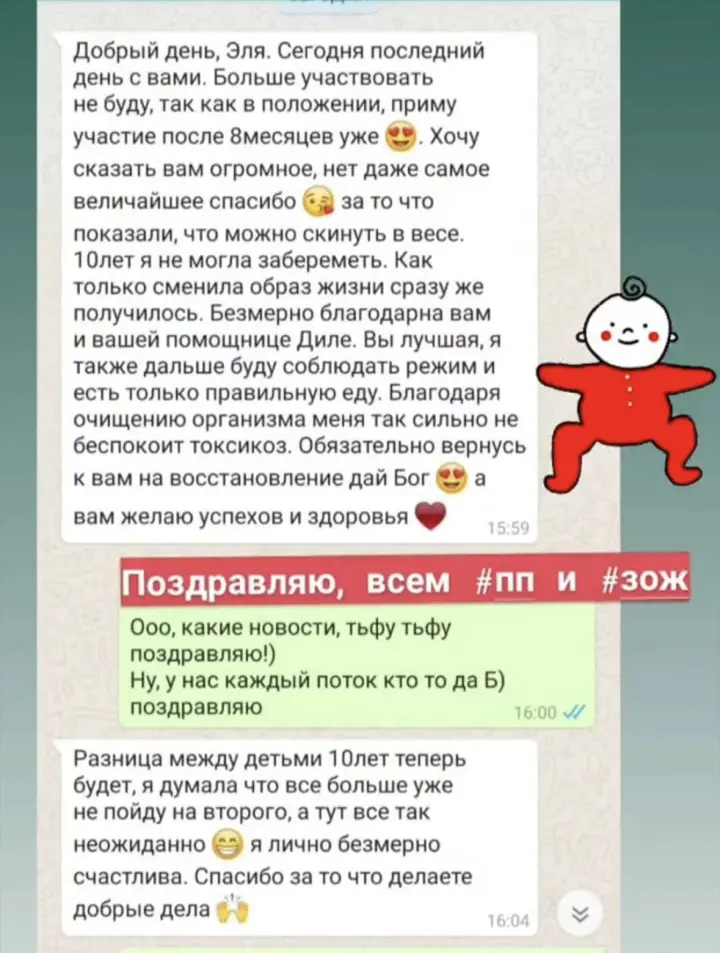 Добрый день, Эля. Сегодня последний
день с вами. Больше участвовать
не буду, так как в положении, приму
участие после 8месяцев уже 😍. Хочу
сказать вам огромное, нет даже самое
величайшее спасибо 😘 за то что
показали, что можно скинуть в весе.
10лет я не могла забереметь. Как
только сменила образ жизни сразу же
получилось. Безмерно благодарна вам
и вашей помощнице Диле. Вы лучшая, я
также дальше буду соблюдать режим и
есть только правильную еду. Благодаря
очищению организма меня так сильно не
беспокоит токсикоз. Обязательно вернусь
к вам на восстановление дай Бог 😍 а
вам желаю успехов и здоровья ❤️
15:59
Поздравляю, всем #пп и #зож
Ооо, какие новости, тьфу тьфу
поздравляю!)
Ну, у нас каждый поток кто то да Б)
поздравляю
16:00
Разница между детьми 10лет теперь
будет, я думала что все больше уже
не пойду на второго, а тут все так
неожиданно 😁 я лично безмерно
счастлива. Спасибо за то что делаете
добрые дела 🙌
16:04